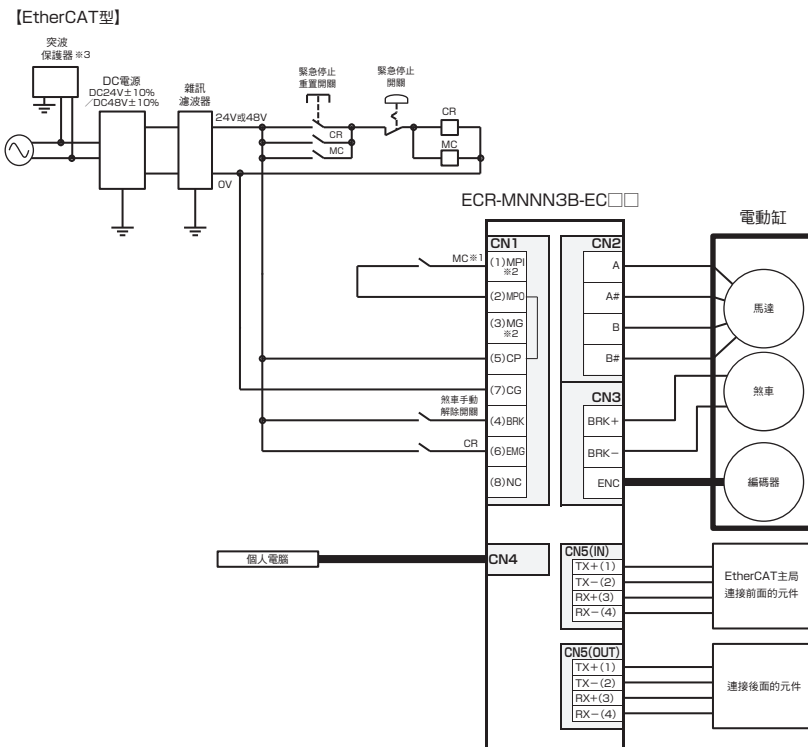 【EtherCAT型】
突波
保護器※3
DC電源
DC24V±10%
／DC48V±10%
雜訊
濾波器
24V或48V
0V
緊急停止
重置開關
緊急停止
開關
CR
MC
CR
MC
ECR-MNNN3B-EC□□
電動缸
CN1
MC※1
(1)MPI
※2
(2)MPO
(3)MG
※2
(5)CP
(7)CG
煞車手動
解除開關
(4)BRK
CR
(6)EMG
(8)NC
CN2
A
A#
B
B#
CN3
BRK+
BRK−
ENC
馬達
煞車
編碼器
個人電腦
CN4
CN5(IN)
TX+(1)
TX−(2)
RX+(3)
RX−(4)
EtherCAT主局
連接前面的元件
CN5(OUT)
TX+(1)
TX−(2)
RX+(3)
RX−(4)
連接後面的元件